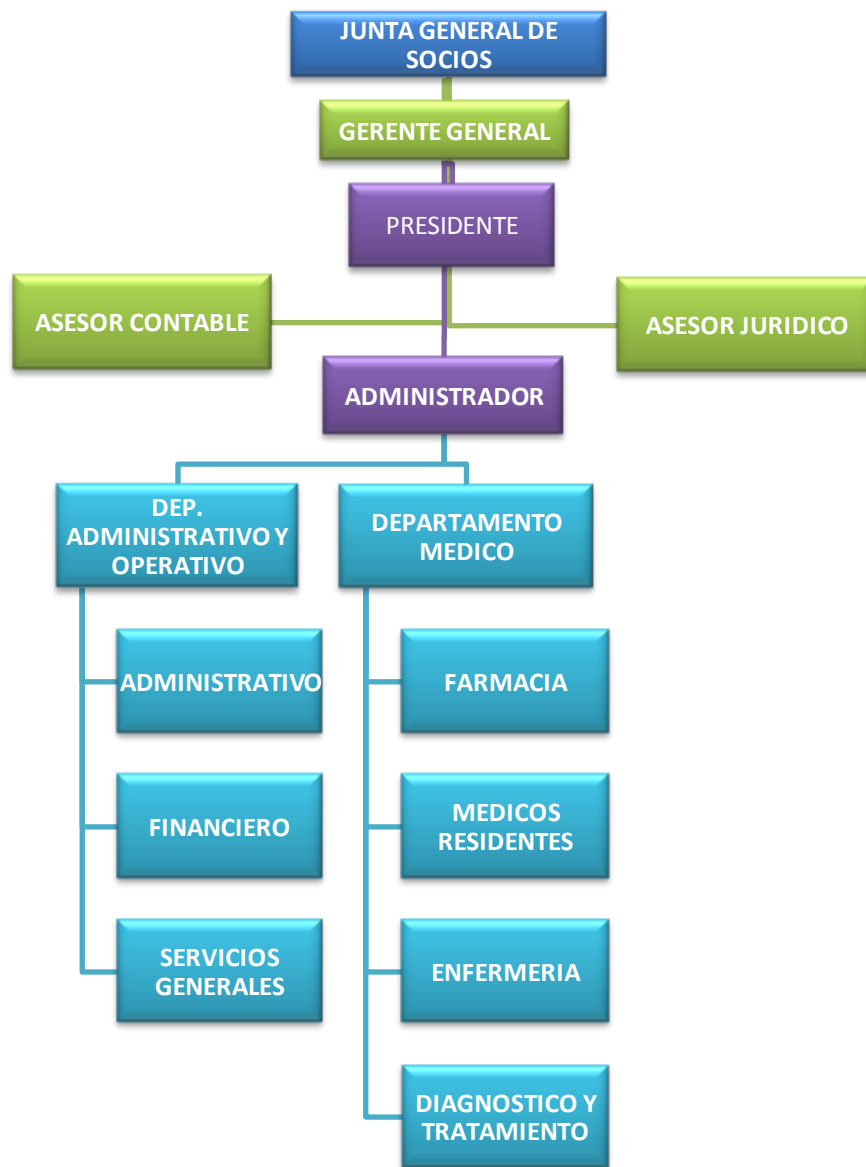 JUNTA GENERAL DE
SOCIOS
GERENTE GENERAL
PRESIDENTE
ASESOR CONTABLE
ASESOR JURIDICO
ADMINISTRADOR
DEP.
ADMINISTRATIVO Y
OPERATIVO
DEPARTAMENTO
MEDICO
ADMINISTRATIVO
FARMACIA
FINANCIERO
MEDICOS
RESIDENTES
SERVICIOS
GENERALES
ENFERMERIA
DIAGNOSTICO Y
TRATAMIENTO